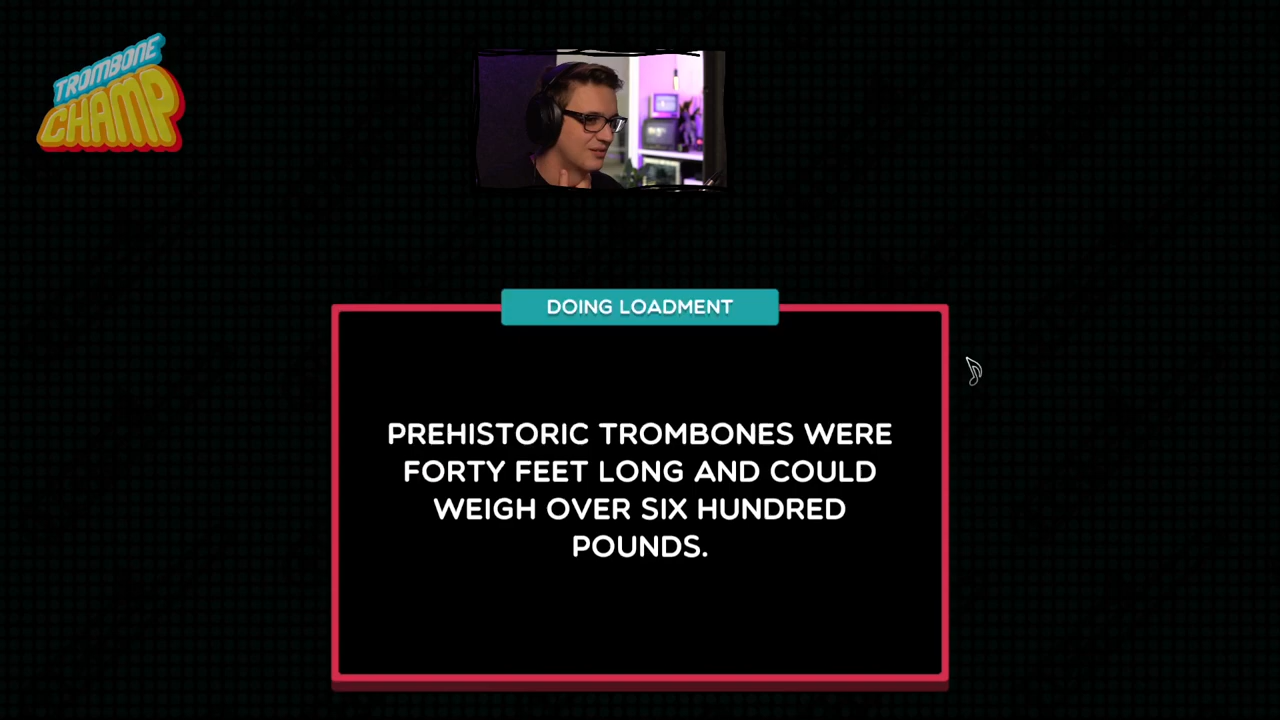 TROMBONE
CHAMP
DOING LOADMENT
PREHISTORIC TROMBONES WERE
FORTY FEET LONG AND COULD
WEIGH OVER SIX HUNDRED
POUNDS.